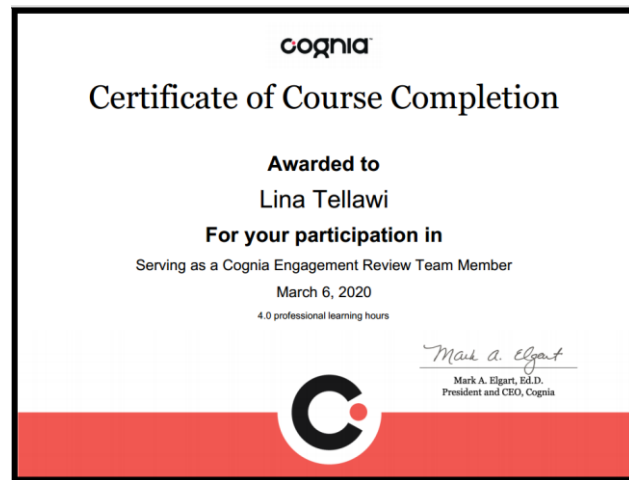 cognia
Certificate of Course Completion
Awarded to
Lina Tellawi
For your participation in
Serving as a Cognia Engagement Review Team Member
March 6, 2020
4.0 professional learning hours
Mark A. Elgart
Mark A. Elgart, Ed.D.
President and CEO, Cognia